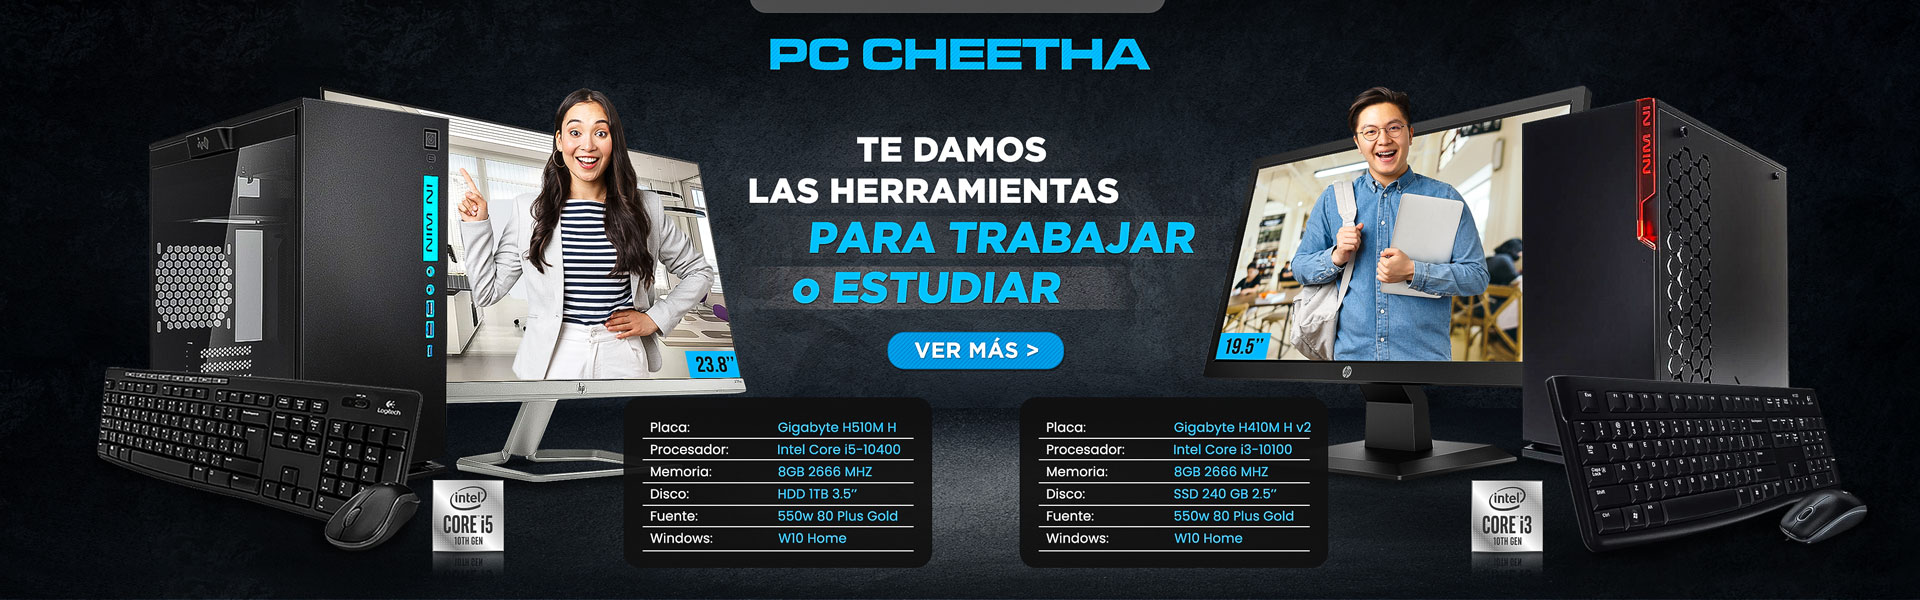 PC CHEETHA
TE DAMOS
LAS HERRAMIENTAS
PARA TRABAJAR
o ESTUDIAR
VER MÁS >
IN WIN
23.8’’
hp
Logitech
intel
CORE i5
10TH GEN
Placa: Gigabyte H510M H
Procesador: Intel Core i5-10400
Memoria: 8GB 2666 MHZ
Disco: HDD 1TB 3.5’’
Fuente: 550w 80 Plus Gold
Windows: W10 Home
Placa: Gigabyte H410M H v2
Procesador: Intel Core i3-10100
Memoria: 8GB 2666 MHZ
Disco: SSD 240 GB 2.5’’
Fuente: 550w 80 Plus Gold
Windows: W10 Home
19.5’’
hp
IN WIN
intel
CORE i3
10TH GEN